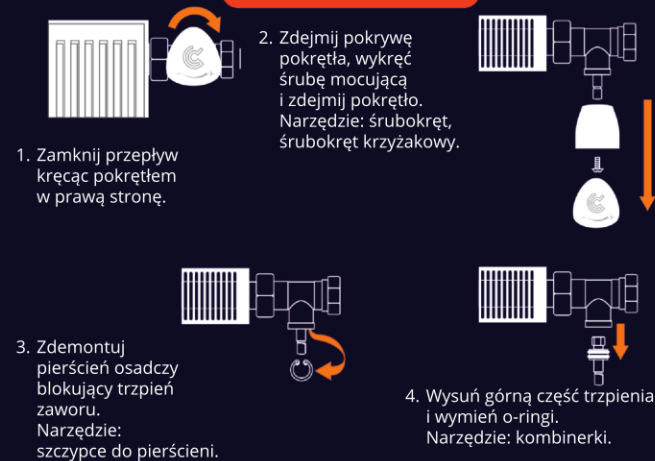 1. Zamknij przepływ
kręcąc pokrętłem
w prawą stronę.
2. Zdejmij pokrywę
pokrętła, wykręć
śrubę mocującą
i zdejmij pokrętło.
Narzędzie: śrubokręt,
śrubokręt krzyżakowy.
3. Zdemontuj
pierścień osadczy
blokujący trzpień
zaworu.
Narzędzie:
szczypce do pierścieni.
4. Wysuń górną część trzpienia
i wymień o-ringi.
Narzędzie: kombinerki.